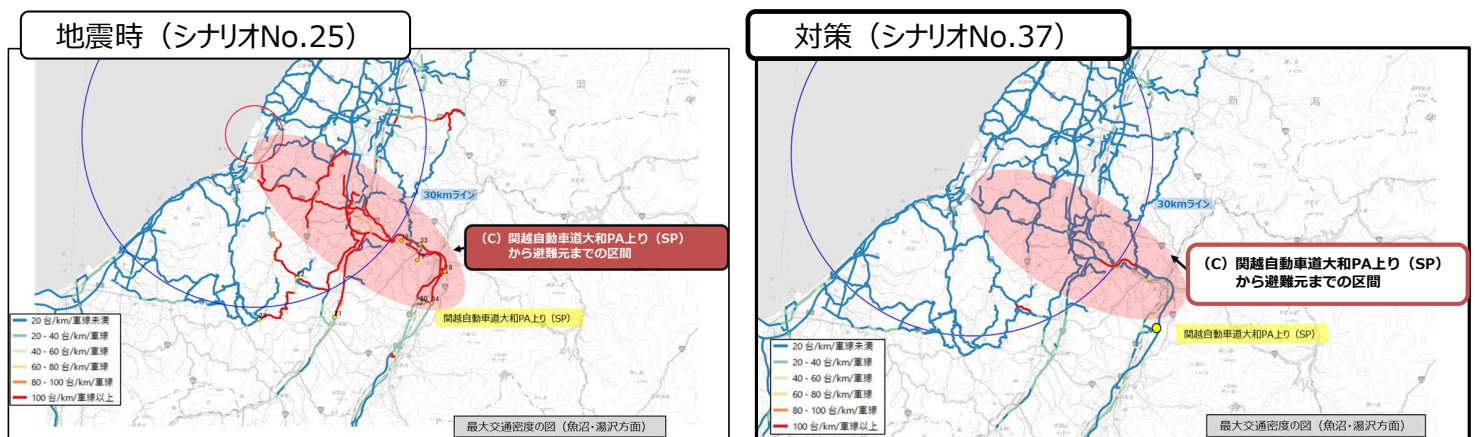 地震時（シナリオNo.25）
新
潟
30kmライン
（C）関越自動車道大和PA上り（SP）
から避難元までの区間
33
18
22
20
34
21
23
関越自動車道大和PA上り（SP）
20 台/km/車線未満
20 - 40 台/km/車線
40 - 60 台/km/車線
60 - 80 台/km/車線
80 - 100 台/km/車線
100 台/km/車線以上
最大交通密度の図（魚沼・湯沢方面）
対策（シナリオNo.37）
新
潟
30kmライン
（C）関越自動車道大和PA上り（SP）
から避難元までの区間
関越自動車道大和PA上り（SP）
20 台/km/車線未満
20 - 40 台/km/車線
40 - 60 台/km/車線
60 - 80 台/km/車線
80 - 100 台/km/車線
100 台/km/車線以上
最大交通密度の図（魚沼・湯沢方面）